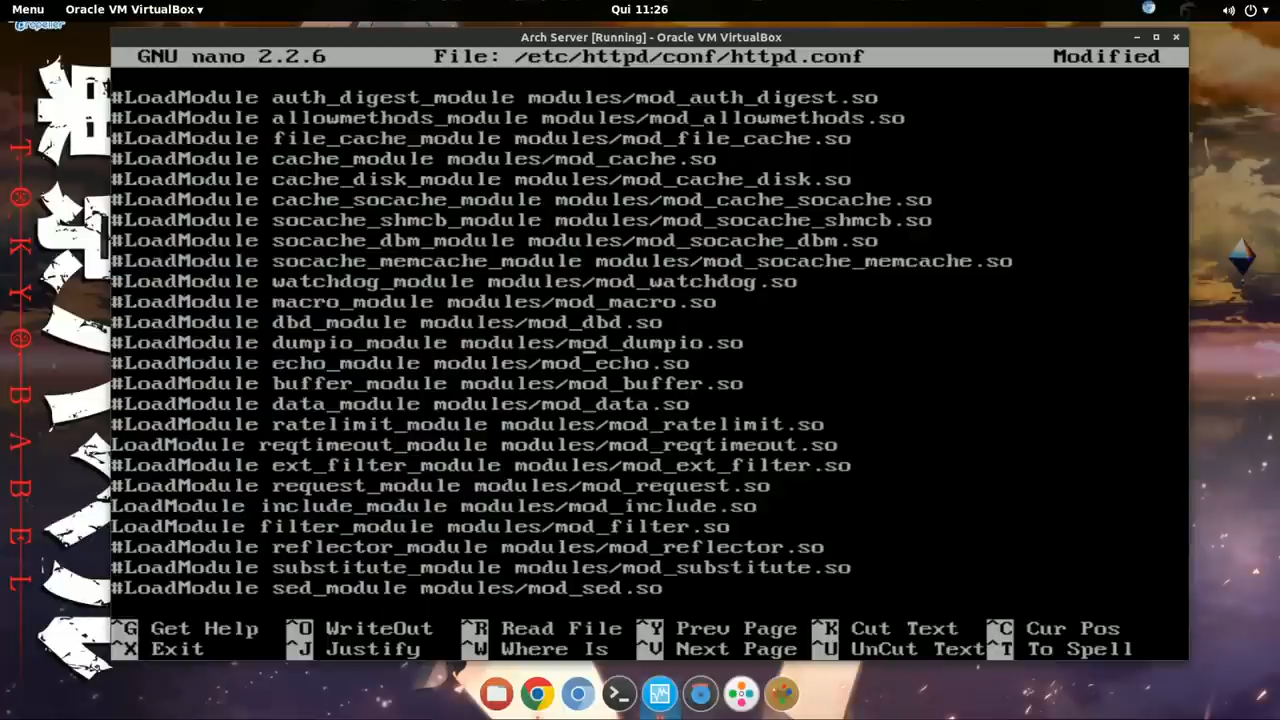 Menu Oracle VM VirtualBox ▾ Qui 11:26
Propeller
Arch Server [Running] - Oracle VM VirtualBox
GNU nano 2.2.6 File: /etc/httpd/conf/httpd.conf Modified
#LoadModule auth_digest_module modules/mod_auth_digest.so
#LoadModule allowmethods_module modules/mod_allowmethods.so
#LoadModule file_cache_module modules/mod_file_cache.so
#LoadModule cache_module modules/mod_cache.so
#LoadModule cache_disk_module modules/mod_cache_disk.so
#LoadModule cache_socache_module modules/mod_cache_socache.so
#LoadModule socache_shmcb_module modules/mod_socache_shmcb.so
#LoadModule socache_dbm_module modules/mod_socache_dbm.so
#LoadModule socache_memcache_module modules/mod_socache_memcache.so
#LoadModule watchdog_module modules/mod_watchdog.so
#LoadModule macro_module modules/mod_macro.so
#LoadModule dbd_module modules/mod_dbd.so
#LoadModule dumpio_module modules/mod_dumpio.so
#LoadModule echo_module modules/mod_echo.so
#LoadModule buffer_module modules/mod_buffer.so
#LoadModule data_module modules/mod_data.so
#LoadModule ratelimit_module modules/mod_ratelimit.so
LoadModule reqtimeout_module modules/mod_reqtimeout.so
#LoadModule ext_filter_module modules/mod_ext_filter.so
#LoadModule request_module modules/mod_request.so
LoadModule include_module modules/mod_include.so
LoadModule filter_module modules/mod_filter.so
#LoadModule reflector_module modules/mod_reflector.so
#LoadModule substitute_module modules/mod_substitute.so
#LoadModule sed_module modules/mod_sed.so
^G Get Help ^O WriteOut ^R Read File ^Y Prev Page ^K Cut Text ^C Cur Pos
^X Exit ^J Justify ^W Where Is ^V Next Page ^U UnCut Text ^T To Spell
TOKYO BABEL